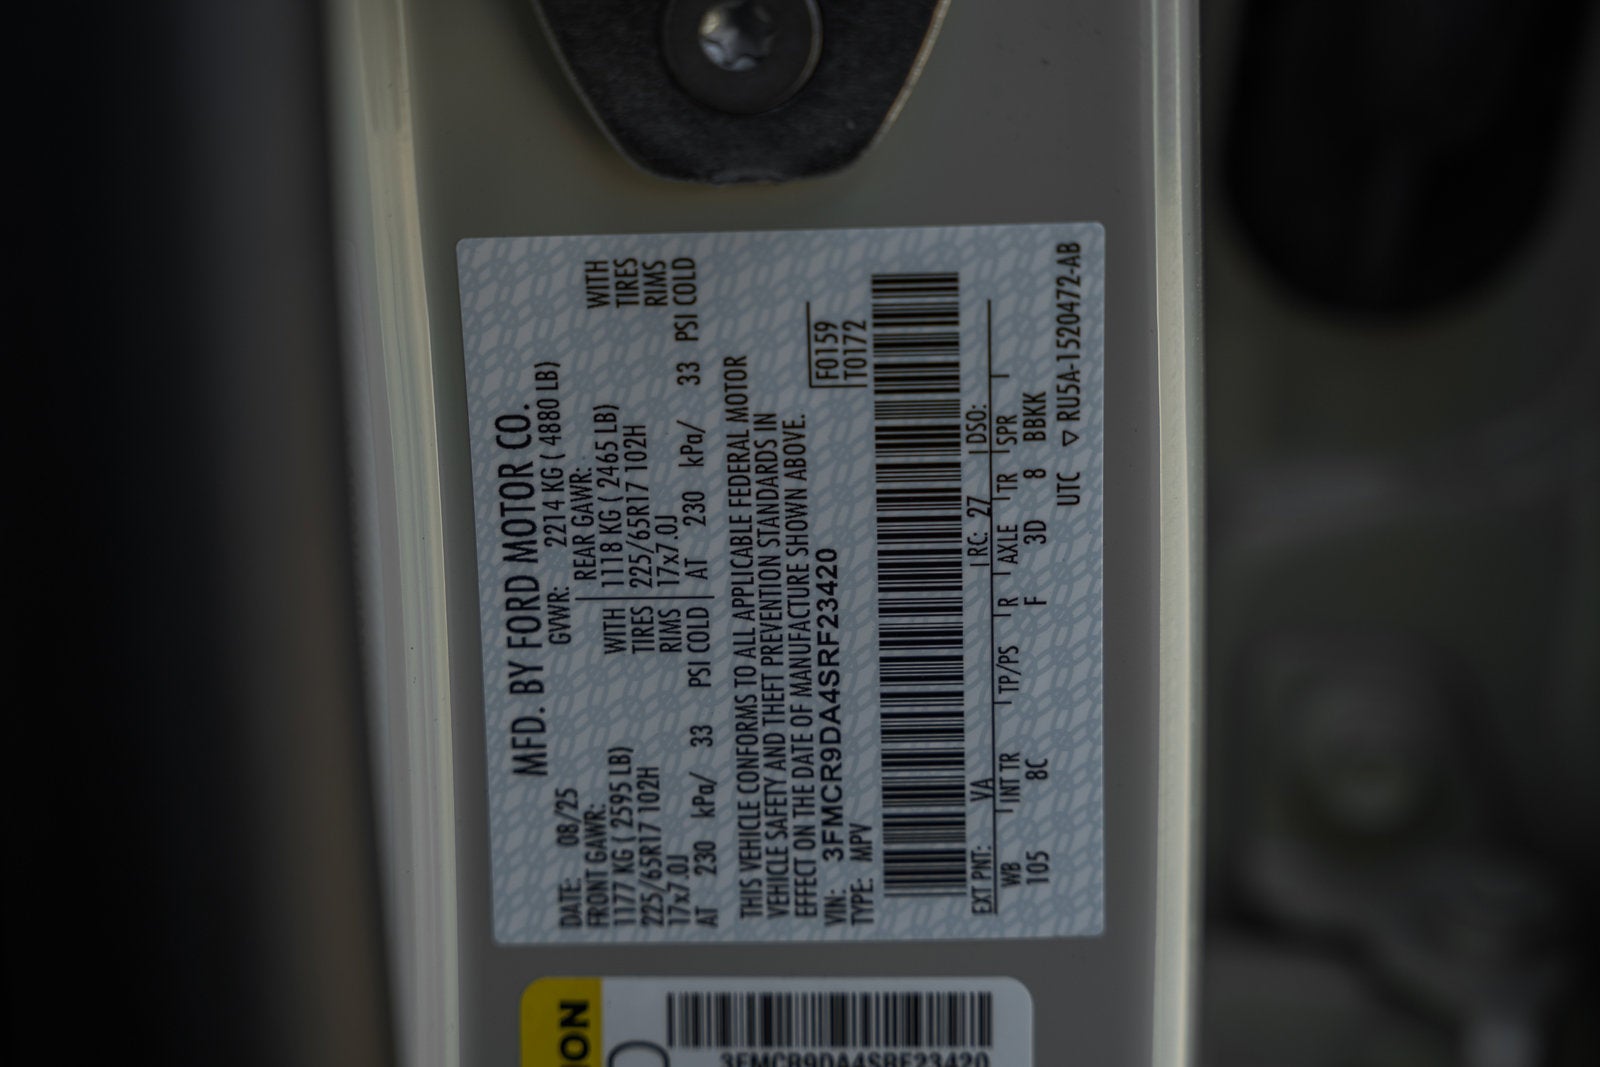 MFD. BY FORD MOTOR CO.
DATE: 08/25 GVWR: 2214 KG ( 4880 LB)
FRONT GAWR: REAR GAWR:
1177 KG ( 2595 LB) WITH 1118 KG ( 2465 LB) WITH
225/65R17 102H TIRES 225/65R17 102H TIRES
17x7.0J RIMS 17x7.0J RIMS
AT 230 kPa/ 33 PSI COLD AT 230 kPa/ 33 PSI COLD
THIS VEHICLE CONFORMS TO ALL APPLICABLE FEDERAL MOTOR
VEHICLE SAFETY AND THEFT PREVENTION STANDARDS IN
EFFECT ON THE DATE OF MANUFACTURE SHOWN ABOVE.
VIN: 3FMCR9DA4SRF23420 F0159
TYPE: MPV T0172
EXT PNT: YA RC: 27 DSO:
WB INT TR TP/PS R AXLE TR SPR
105 8C F 3D 8 BBKK
UTC ▽ RU5A-1520472-AB
3FMCR9DA4SRF23420